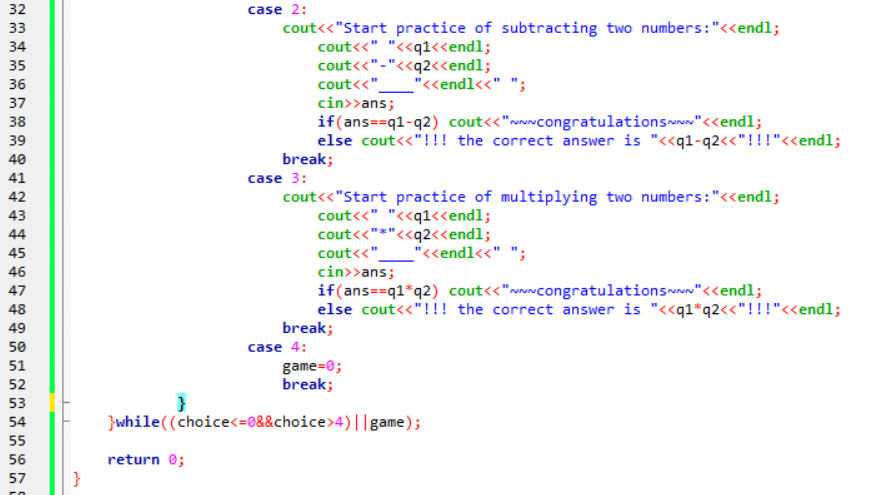 32 case 2:
33 cout<<"Start practice of subtracting two numbers:"<<endl;
34 cout<<" "<<q1<<endl;
35 cout<<"-"<<q2<<endl;
36 cout<<"____"<<endl<<" ";
37 cin>>ans;
38 if(ans==q1-q2) cout<<"~~~congratulations~~~"<<endl;
39 else cout<<"!!! the correct answer is "<<q1-q2<<"!!!"<<endl;
40 break;
41 case 3:
42 cout<<"Start practice of multiplying two numbers:"<<endl;
43 cout<<" "<<q1<<endl;
44 cout<<"*"<<q2<<endl;
45 cout<<"____"<<endl<<" ";
46 cin>>ans;
47 if(ans==q1*q2) cout<<"~~~congratulations~~~"<<endl;
48 else cout<<"!!! the correct answer is "<<q1*q2<<"!!!"<<endl;
49 break;
50 case 4:
51 game=0;
52 break;
53 }
54 }while((choice<=0&&choice>4)||game);
55
56 return 0;
57 }